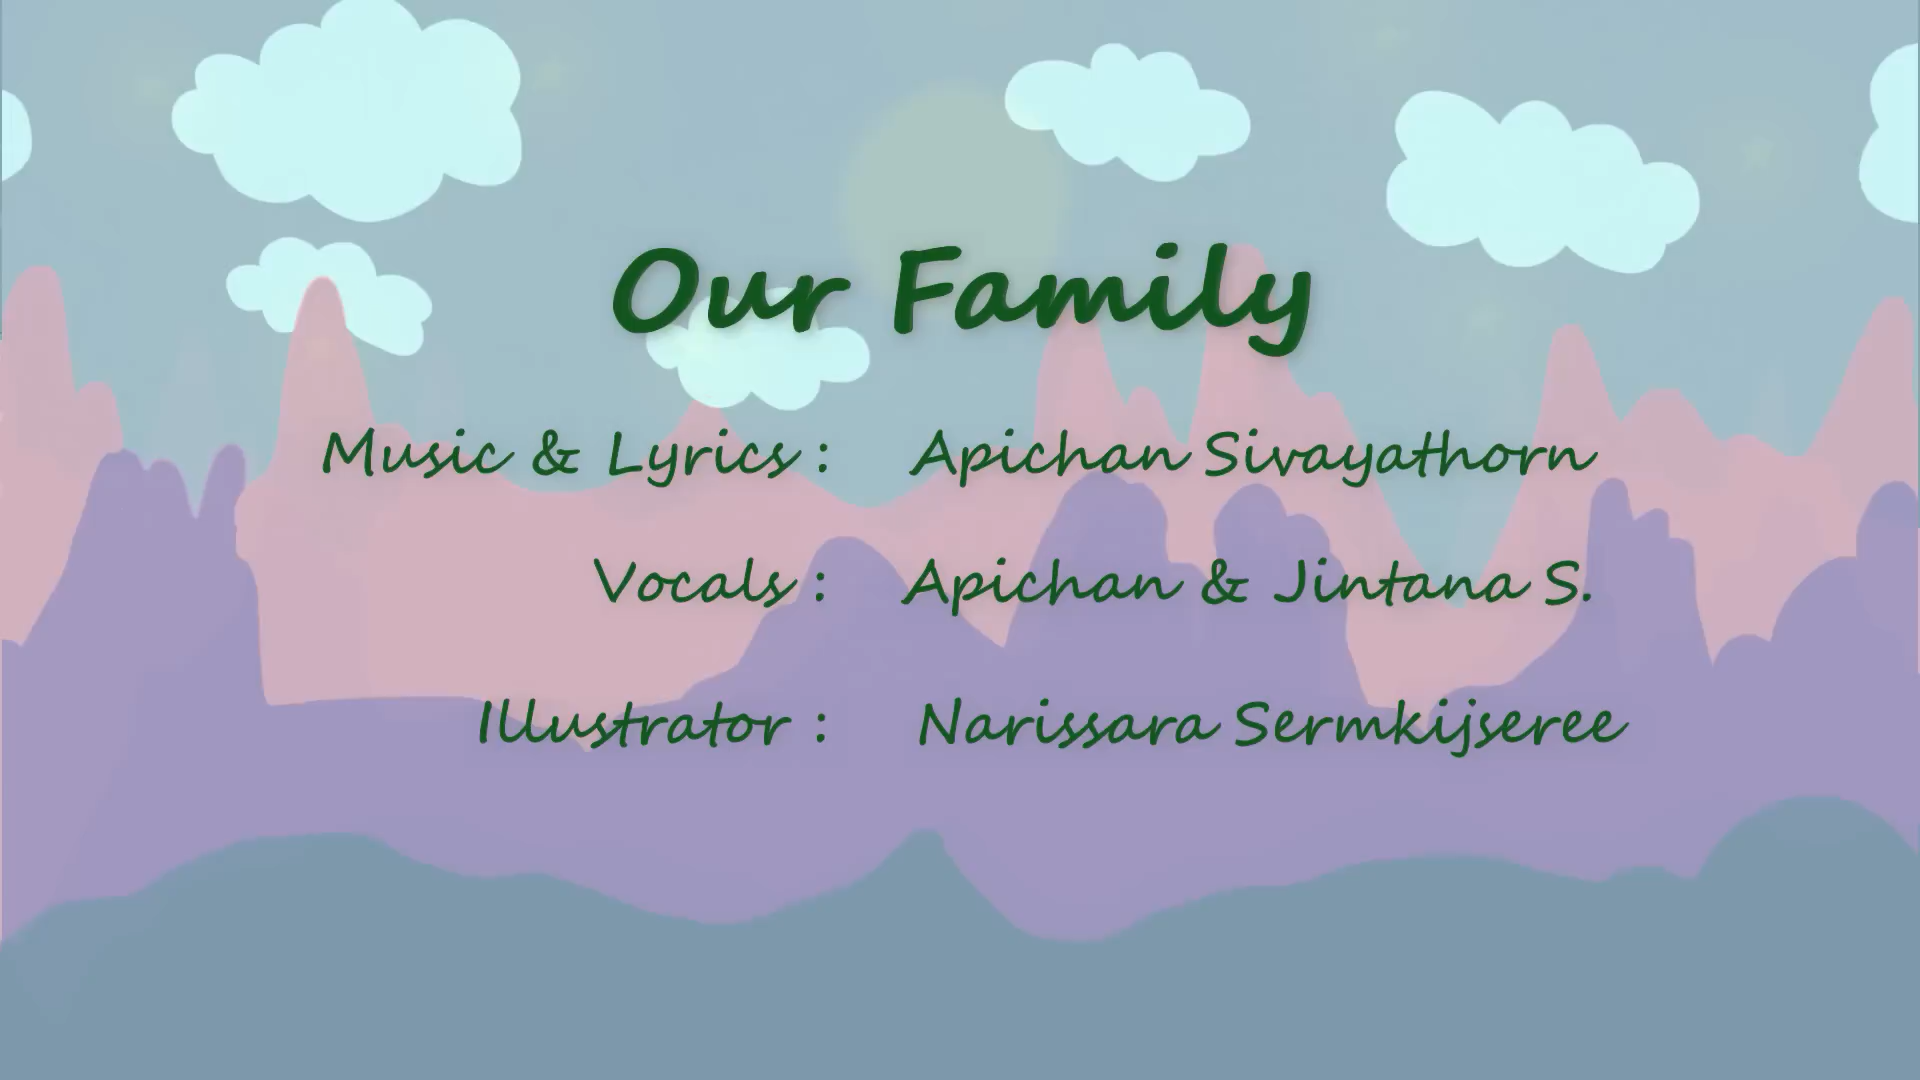 Our Family
Music & Lyrics : Apichan Sivayathorn
Vocals : Apichan & Jintana S.
Illustrator : Narissara Sermkijseree